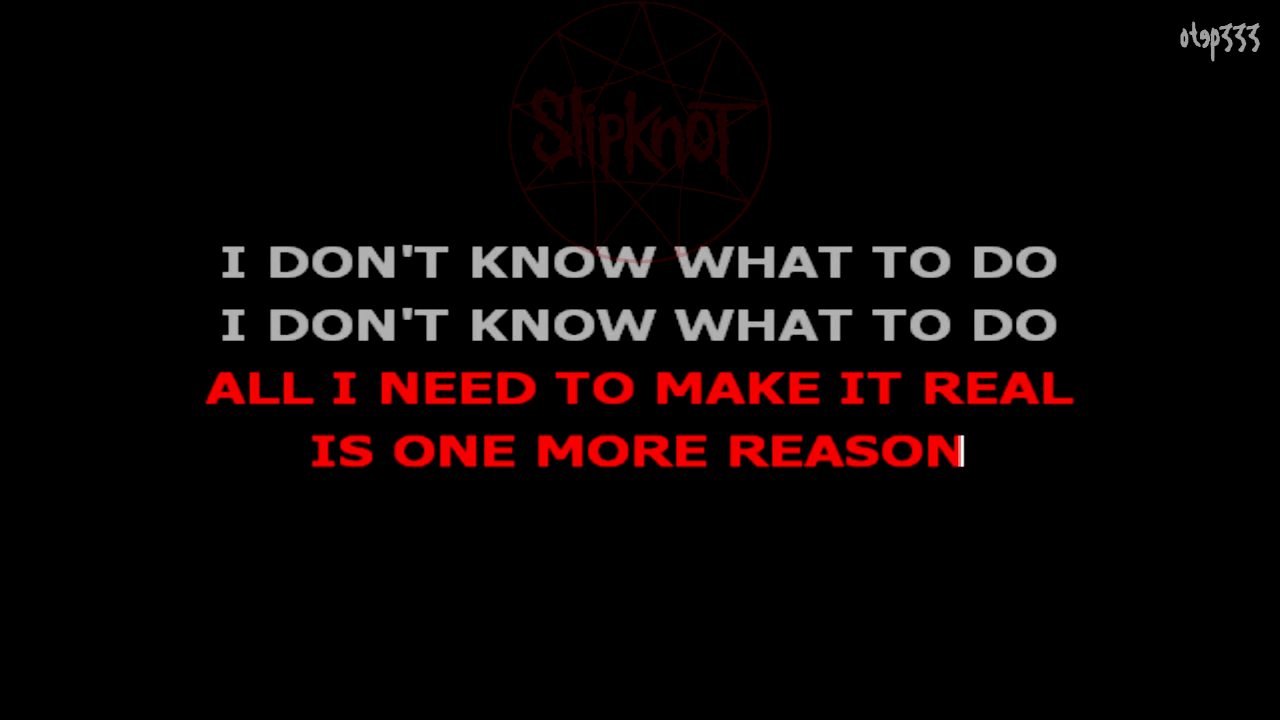 otep333
Slipknot
I DON'T KNOW WHAT TO DO
I DON'T KNOW WHAT TO DO
ALL I NEED TO MAKE IT REAL
IS ONE MORE REASON